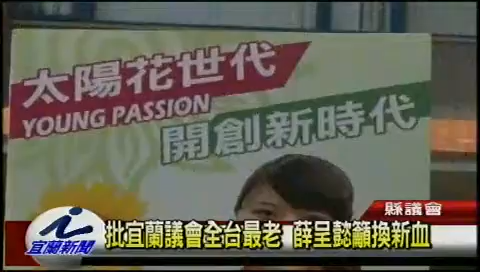 太陽花世代
YOUNG PASSION
開創新時代
縣議會
批宜蘭議會全台最老 薛呈懿籲換新血
宜蘭新聞